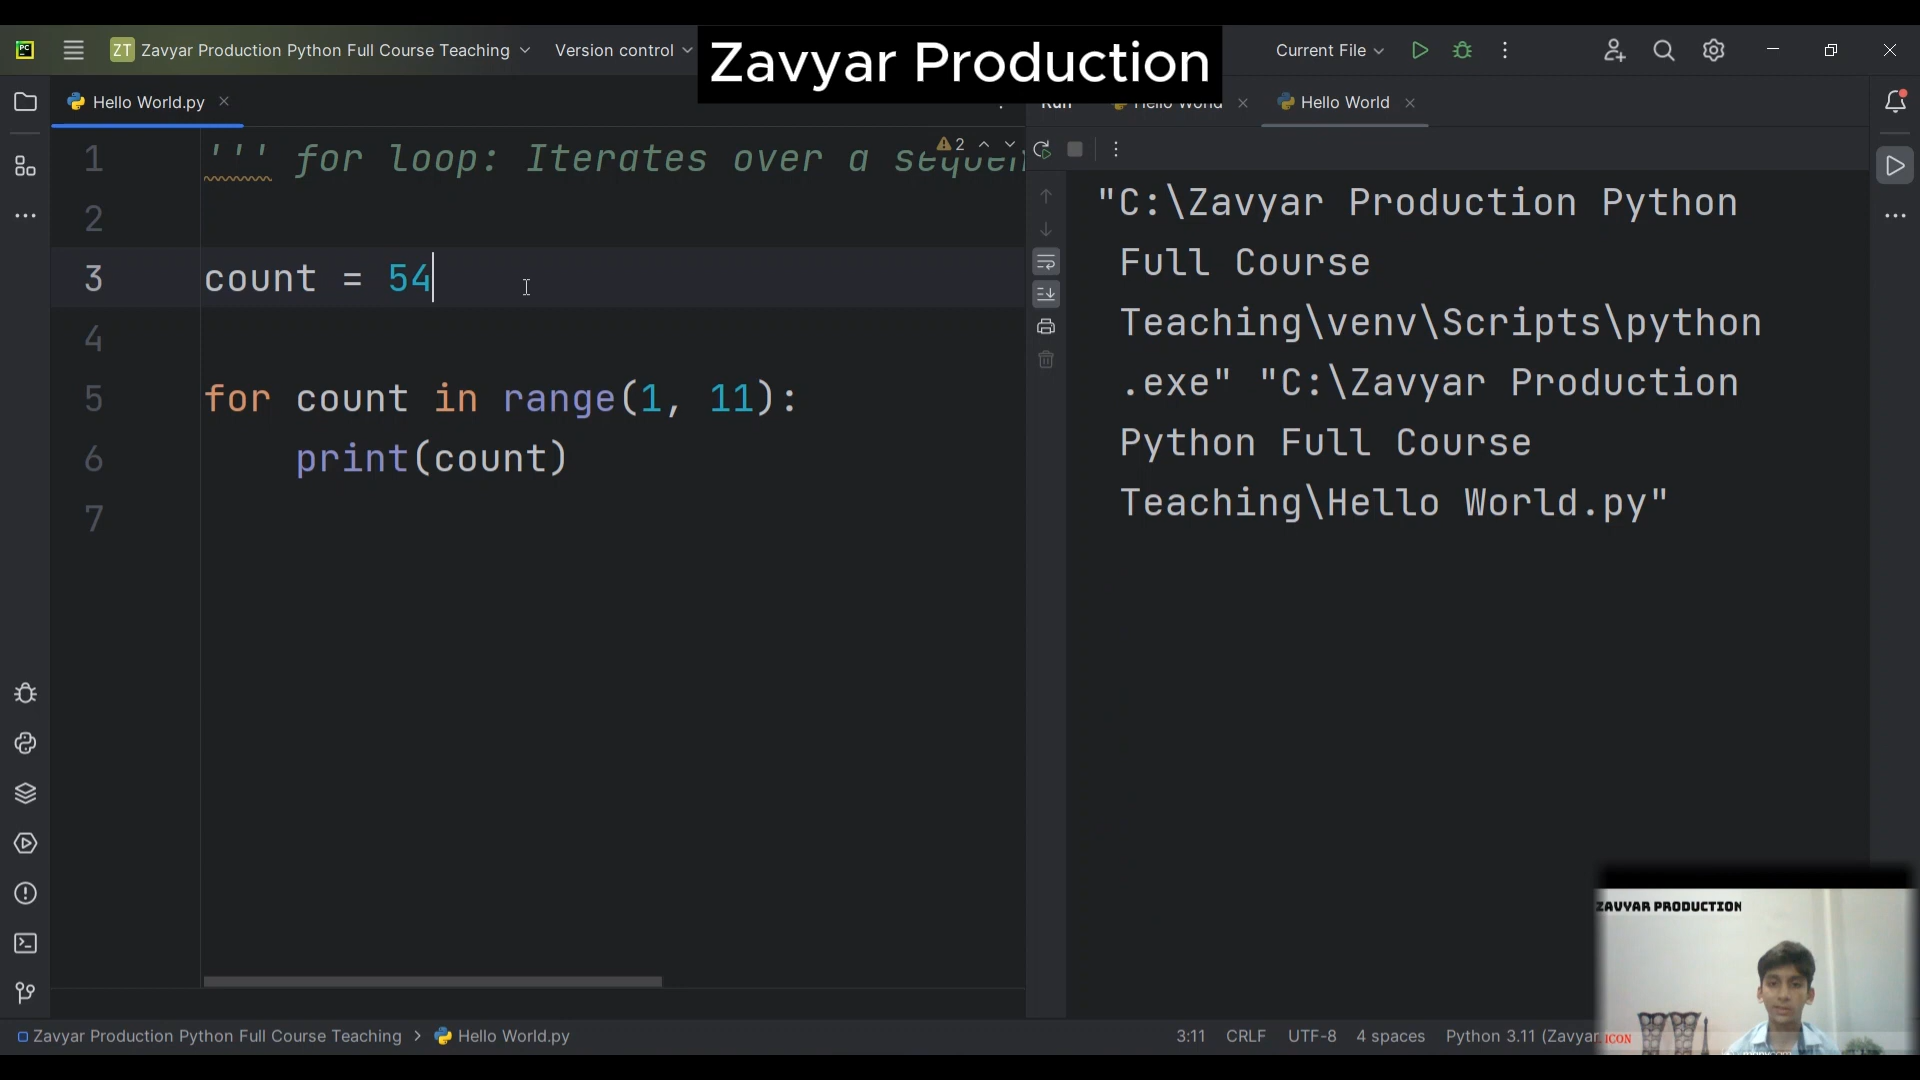 Zavyar Production
ZT Zavyar Production Python Full Course Teaching
Version control
Current File
Hello World.py
Hello World
Hello World
2
1 ''' for loop: Iterates over a sequen
2
3 count = 54
4
5 for count in range(1, 11):
6 print(count)
7
"C:\Zavyar Production Python
Full Course
Teaching\venv\Scripts\python
.exe" "C:\Zavyar Production
Python Full Course
Teaching\Hello World.py"
ZAVYAR PRODUCTION
ICON
Zavyar Production Python Full Course Teaching > Hello World.py
3:11 CRLF UTF-8 4 spaces Python 3.11 (Zavyar